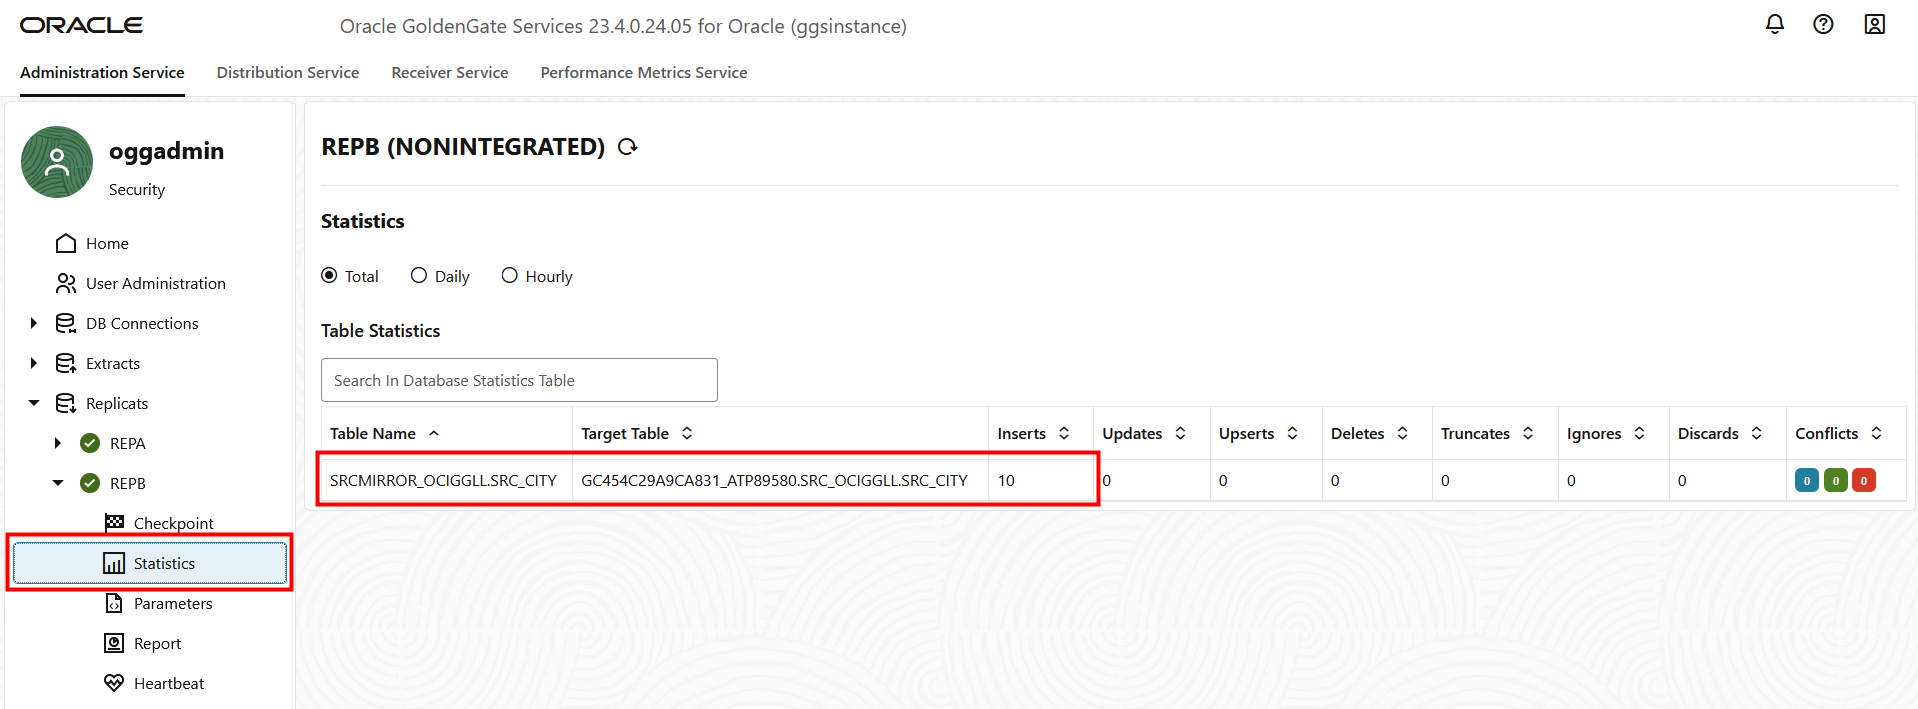 ORACLE
Oracle GoldenGate Services 23.4.0.24.05 for Oracle (ggsinstance)
Administration Service Distribution Service Receiver Service Performance Metrics Service
oggadmin
Security
Home
User Administration
DB Connections
Extracts
Replicats
REPA
REPB
Checkpoint
Statistics
Parameters
Report
Heartbeat
REPB (NONINTEGRATED)
Statistics
Total Daily Hourly
Table Statistics
Search In Database Statistics Table
Table Name Target Table Inserts Updates Upserts Deletes Truncates Ignores Discards Conflicts
SRCMIRROR_OCIGGLL.SRC_CITY GC454C29A9CA831_ATP89580.SRC_OCIGGLL.SRC_CITY 10 0 0 0 0 0 0 0 0 0